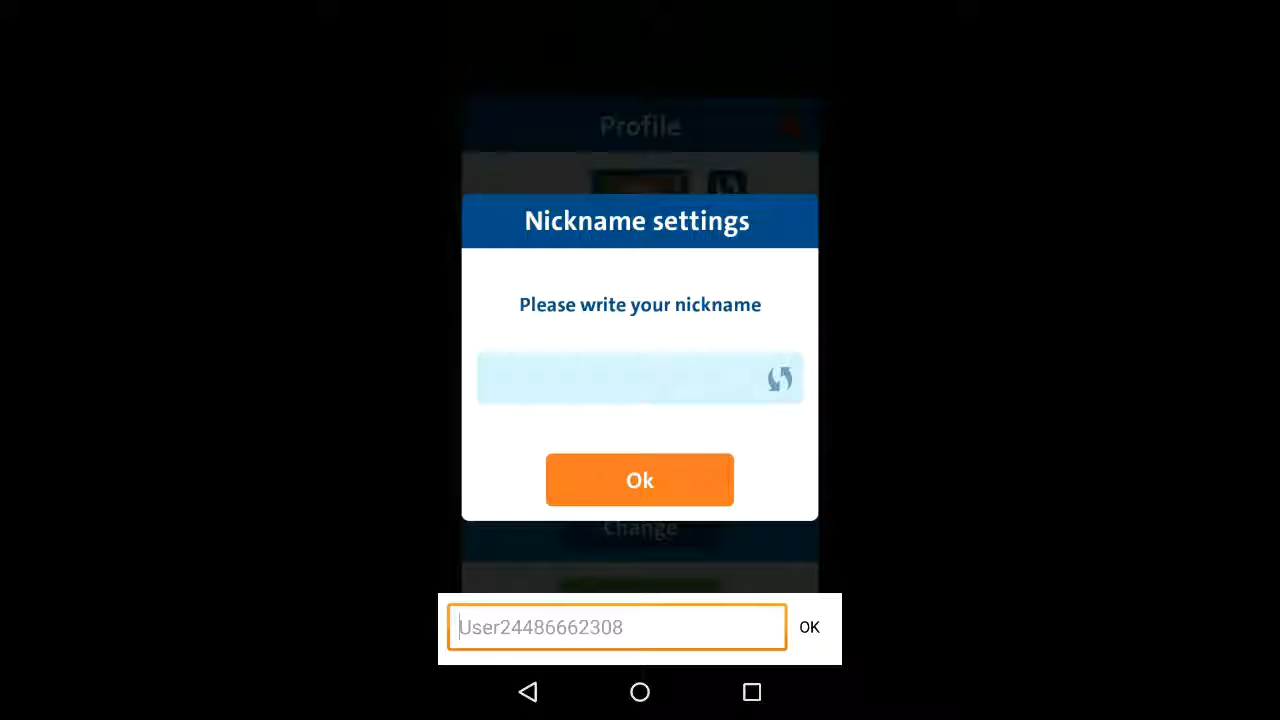 Profile
Nickname settings
Please write your nickname
Ok
Change
User24486662308
OK